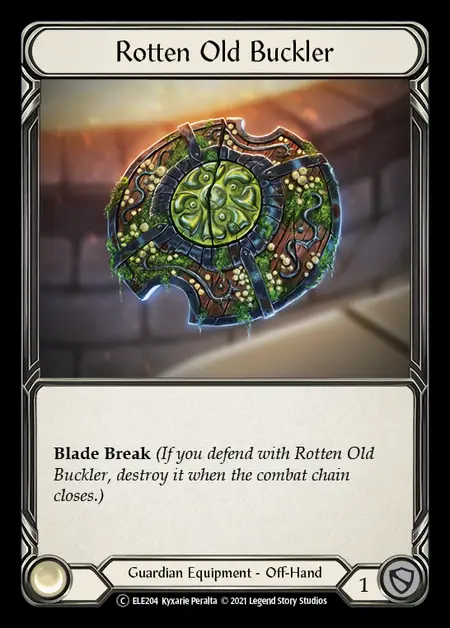 Rotten Old Buckler
Blade Break (If you defend with Rotten Old
Buckler, destroy it when the combat chain
closes.)
Guardian Equipment - Off-Hand
1
C ELE204 Kyxarie Peralta © 2021 Legend Story Studios